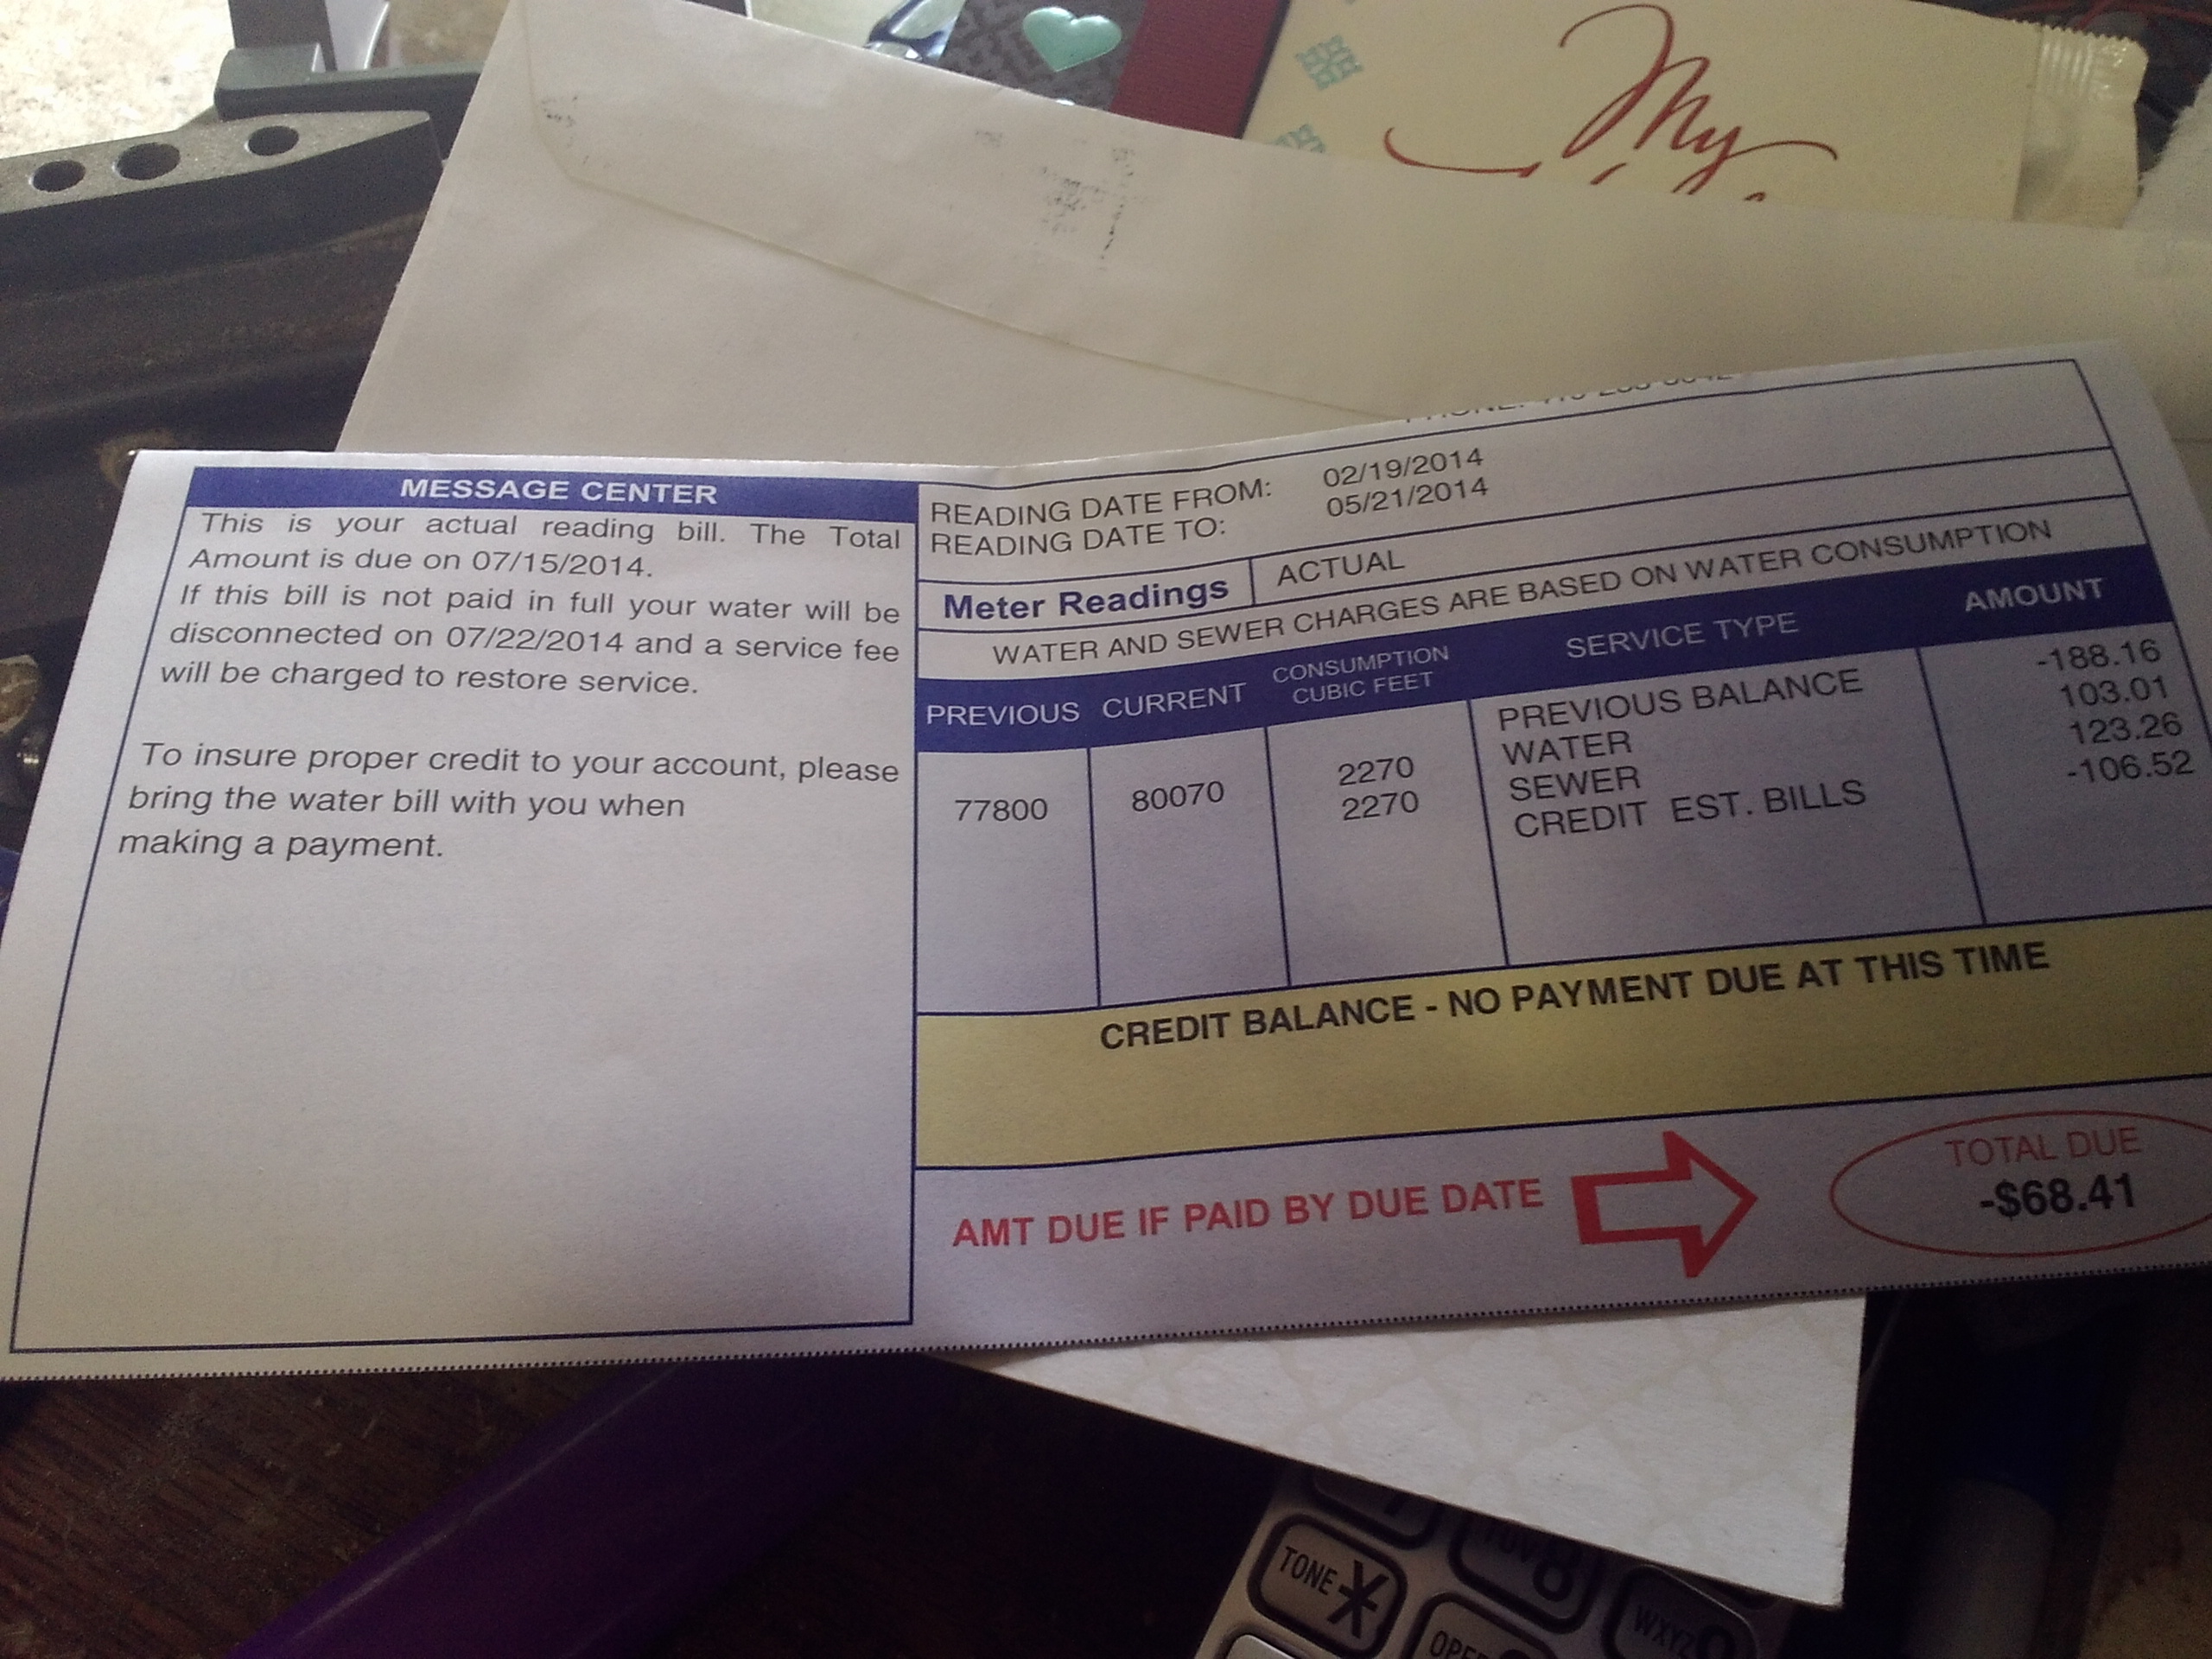 My
MESSAGE CENTER
This is your actual reading bill. The Total
Amount is due on 07/15/2014.
If this bill is not paid in full your water will be
disconnected on 07/22/2014 and a service fee
will be charged to restore service.
To insure proper credit to your account, please
bring the water bill with you when
making a payment.
READING DATE FROM: 02/19/2014
READING DATE TO: 05/21/2014
Meter Readings ACTUAL
WATER AND SEWER CHARGES ARE BASED ON WATER CONSUMPTION
PREVIOUS CURRENT CONSUMPTION CUBIC FEET SERVICE TYPE AMOUNT
PREVIOUS BALANCE -188.16
77800 80070 2270 WATER 103.01
2270 SEWER 123.26
CREDIT EST. BILLS -106.52
CREDIT BALANCE - NO PAYMENT DUE AT THIS TIME
AMT DUE IF PAID BY DUE DATE
TOTAL DUE
-$68.41
TONE *
8
WXYZ 9